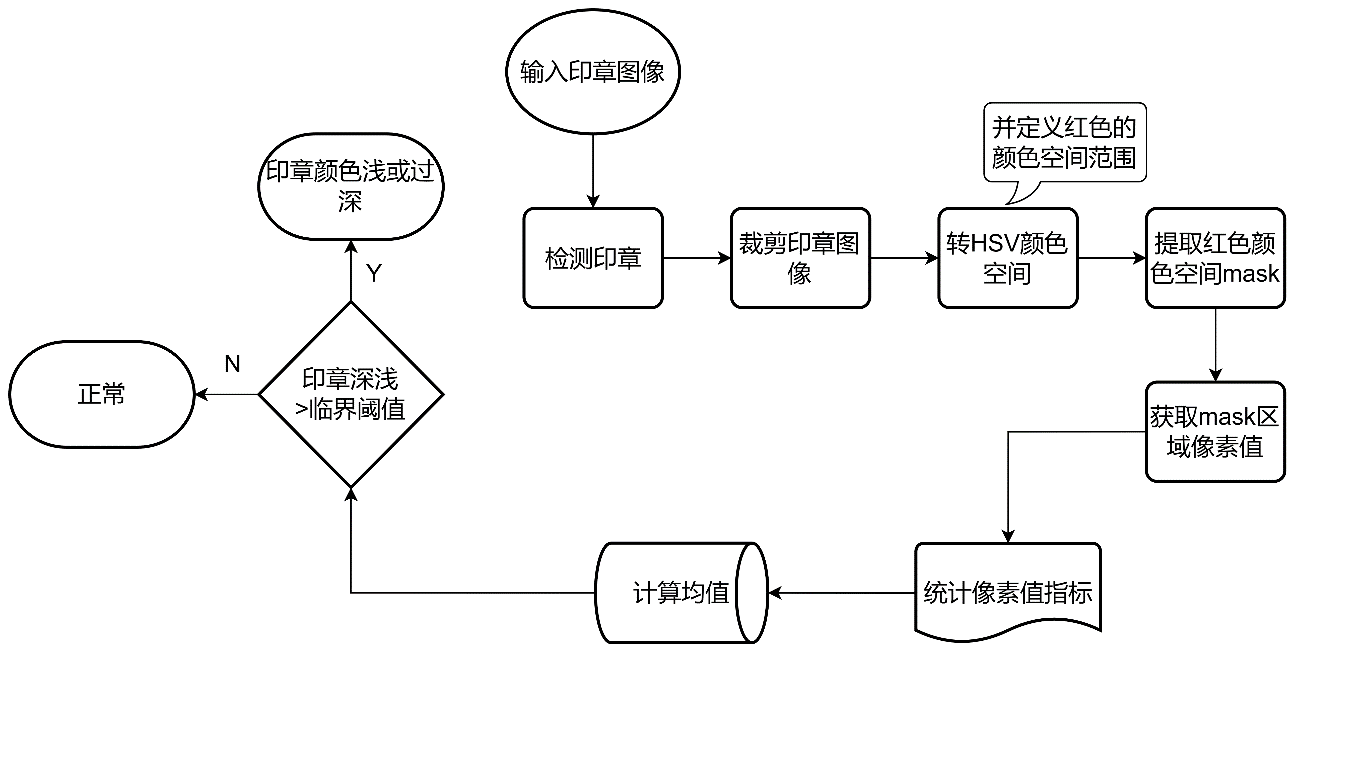 输入印章图像
并定义红色的
颜色空间范围
印章颜色浅或过
深
检测印章
裁剪印章图
像
转HSV颜色
空间
提取红色颜
色空间mask
Y
N
正常
印章深浅
>临界阈值
获取mask区
域像素值
计算均值
统计像素值指标